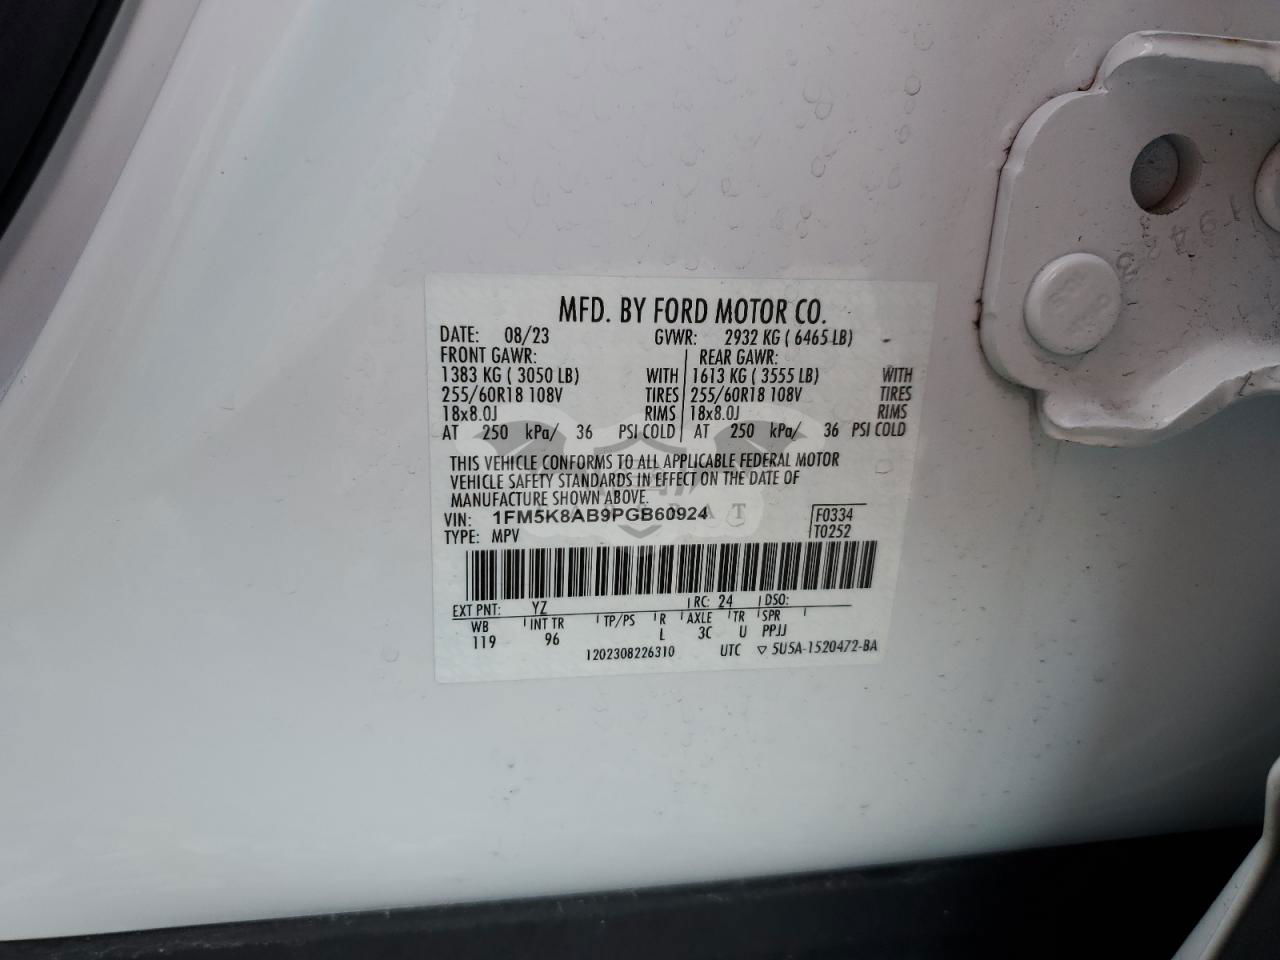 MFD. BY FORD MOTOR CO.
DATE: 08/23 GVWR: 2932 KG ( 6465 LB)
FRONT GAWR: REAR GAWR:
1383 KG ( 3050 LB) WITH 1613 KG ( 3555 LB) WITH
255/60R18 108V TIRES 255/60R18 108V TIRES
18x8.0J RIMS 18x8.0J RIMS
AT 250 kPa/ 36 PSI COLD AT 250 kPa/ 36 PSI COLD
THIS VEHICLE CONFORMS TO ALL APPLICABLE FEDERAL MOTOR
VEHICLE SAFETY STANDARDS IN EFFECT ON THE DATE OF
MANUFACTURE SHOWN ABOVE.
VIN: 1FM5K8AB9PGB60924 F0334
TYPE: MPV T0252
EXT PNT: YZ RC: 24 DSO:
WB INT TR TP/PS R AXLE TR SPR
119 96 L 3C U PPJJ
1202308226310 UTC ▽ 5U5A-1520472-BA